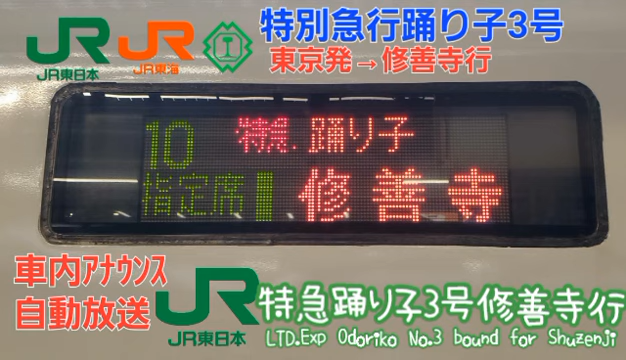 JR JR 特別急行踊り子3号
JR東日本 JR東海 東京発→修善寺行
10 特急 踊り子
指定席 修善寺
車内アナウンス
自動放送
JR 特急踊り子3号修善寺行
JR東日本 LTD.Exp Odoriko No.3 bound for Shuzenji